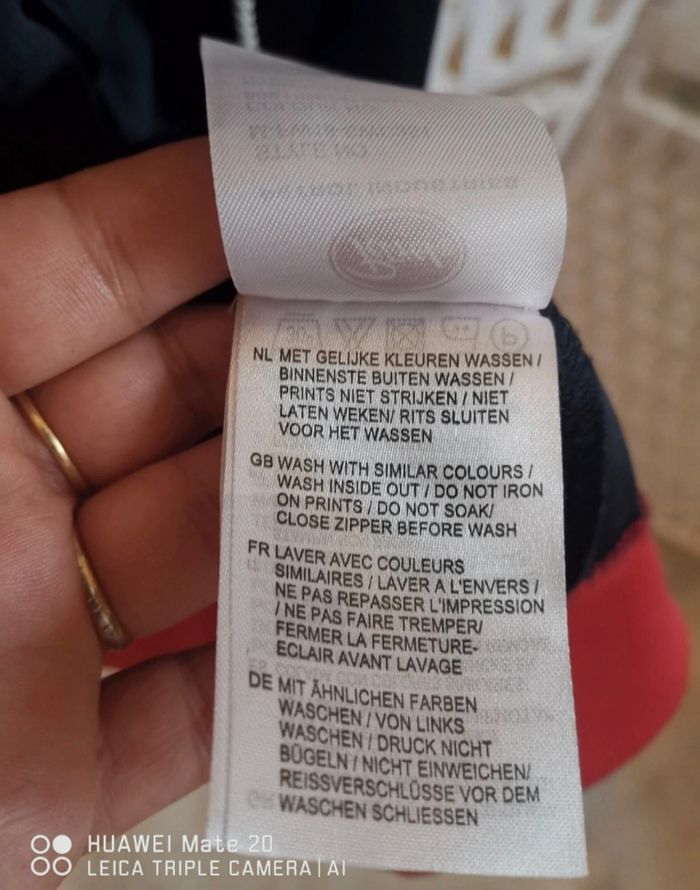 PETROL INDUSTRIES
STYLE NO
NL MET GELIJKE KLEUREN WASSEN /
BINNENSTE BUITEN WASSEN /
PRINTS NIET STRIJKEN / NIET
LATEN WEKEN/ RITS SLUITEN
VOOR HET WASSEN
GB WASH WITH SIMILAR COLOURS /
WASH INSIDE OUT / DO NOT IRON
ON PRINTS / DO NOT SOAK/
CLOSE ZIPPER BEFORE WASH
FR LAVER AVEC COULEURS
SIMILAIRES / LAVER A L'ENVERS /
NE PAS REPASSER L'IMPRESSION
/ NE PAS FAIRE TREMPER/
FERMER LA FERMETURE-
ECLAIR AVANT LAVAGE
DE MIT ÄHNLICHEN FARBEN
WASCHEN / VON LINKS
WASCHEN / DRUCK NICHT
BÜGELN / NICHT EINWEICHEN/
REISSVERSCHLÜSSE VOR DEM
WASCHEN SCHLIESSEN
HUAWEI Mate 20
LEICA TRIPLE CAMERA | AI